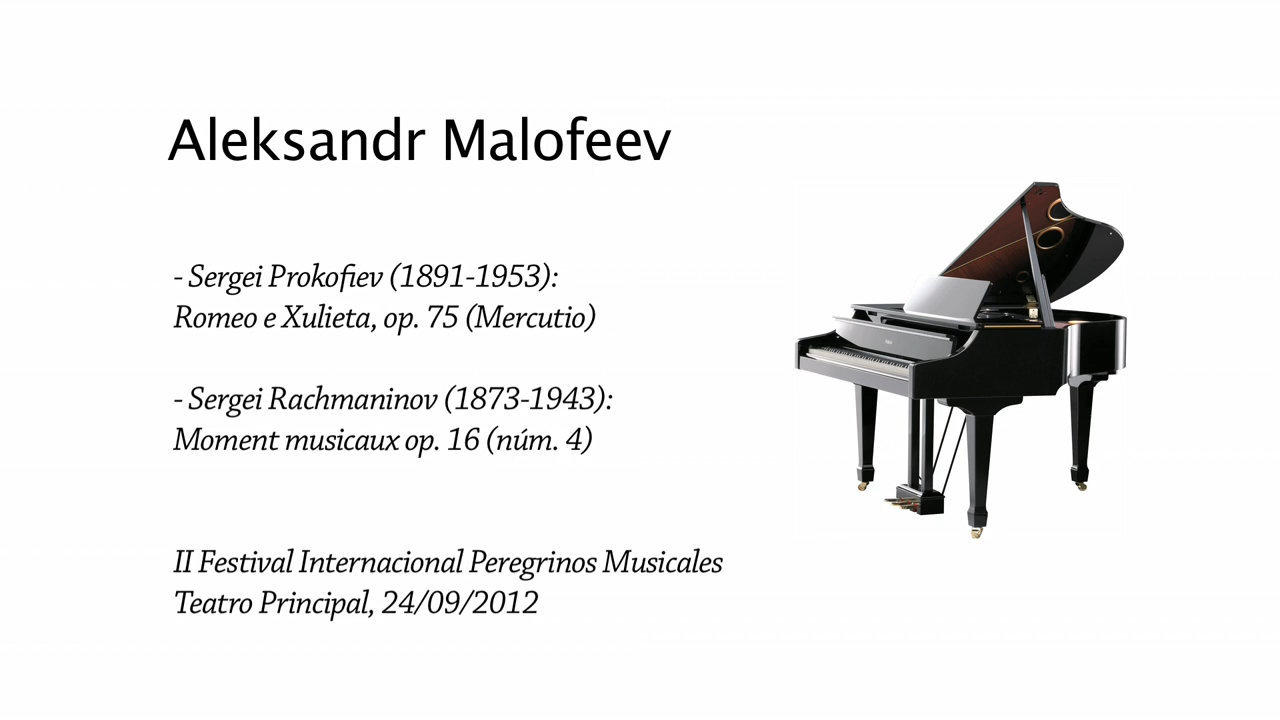 Aleksandr Malofeev
- Sergei Prokofiev (1891-1953):
Romeo e Xulieta, op. 75 (Mercutio)
- Sergei Rachmaninov (1873-1943):
Moment musicaux op. 16 (núm. 4)
II Festival Internacional Peregrinos Musicales
Teatro Principal, 24/09/2012